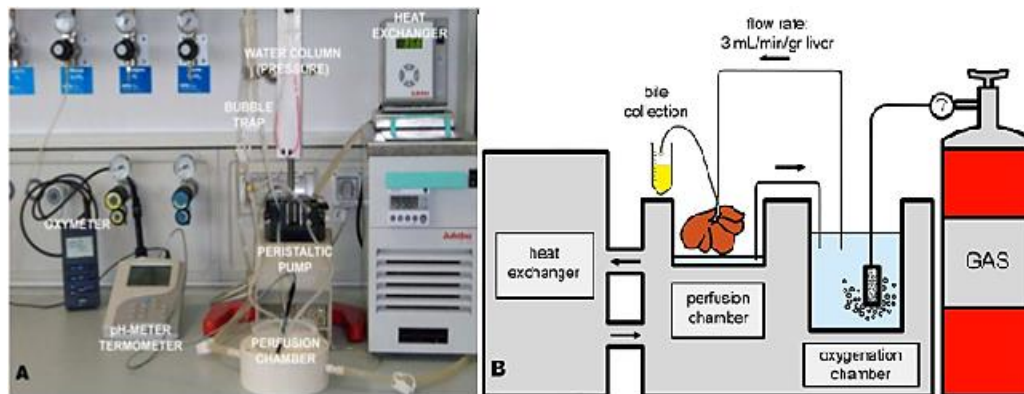 HEAT
EXCHANGER
WATER COLUMN
(PRESSURE)
BUBBLE
TRAP
OXYMETER
PERISTALTIC
PUMP
pH-METER
TERMOMETER
PERFUSION
CHAMBER
A
flow rate:
3 mL/min/gr liver
bile
collection
heat
exchanger
perfusion
chamber
oxygenation
chamber
GAS
?
B